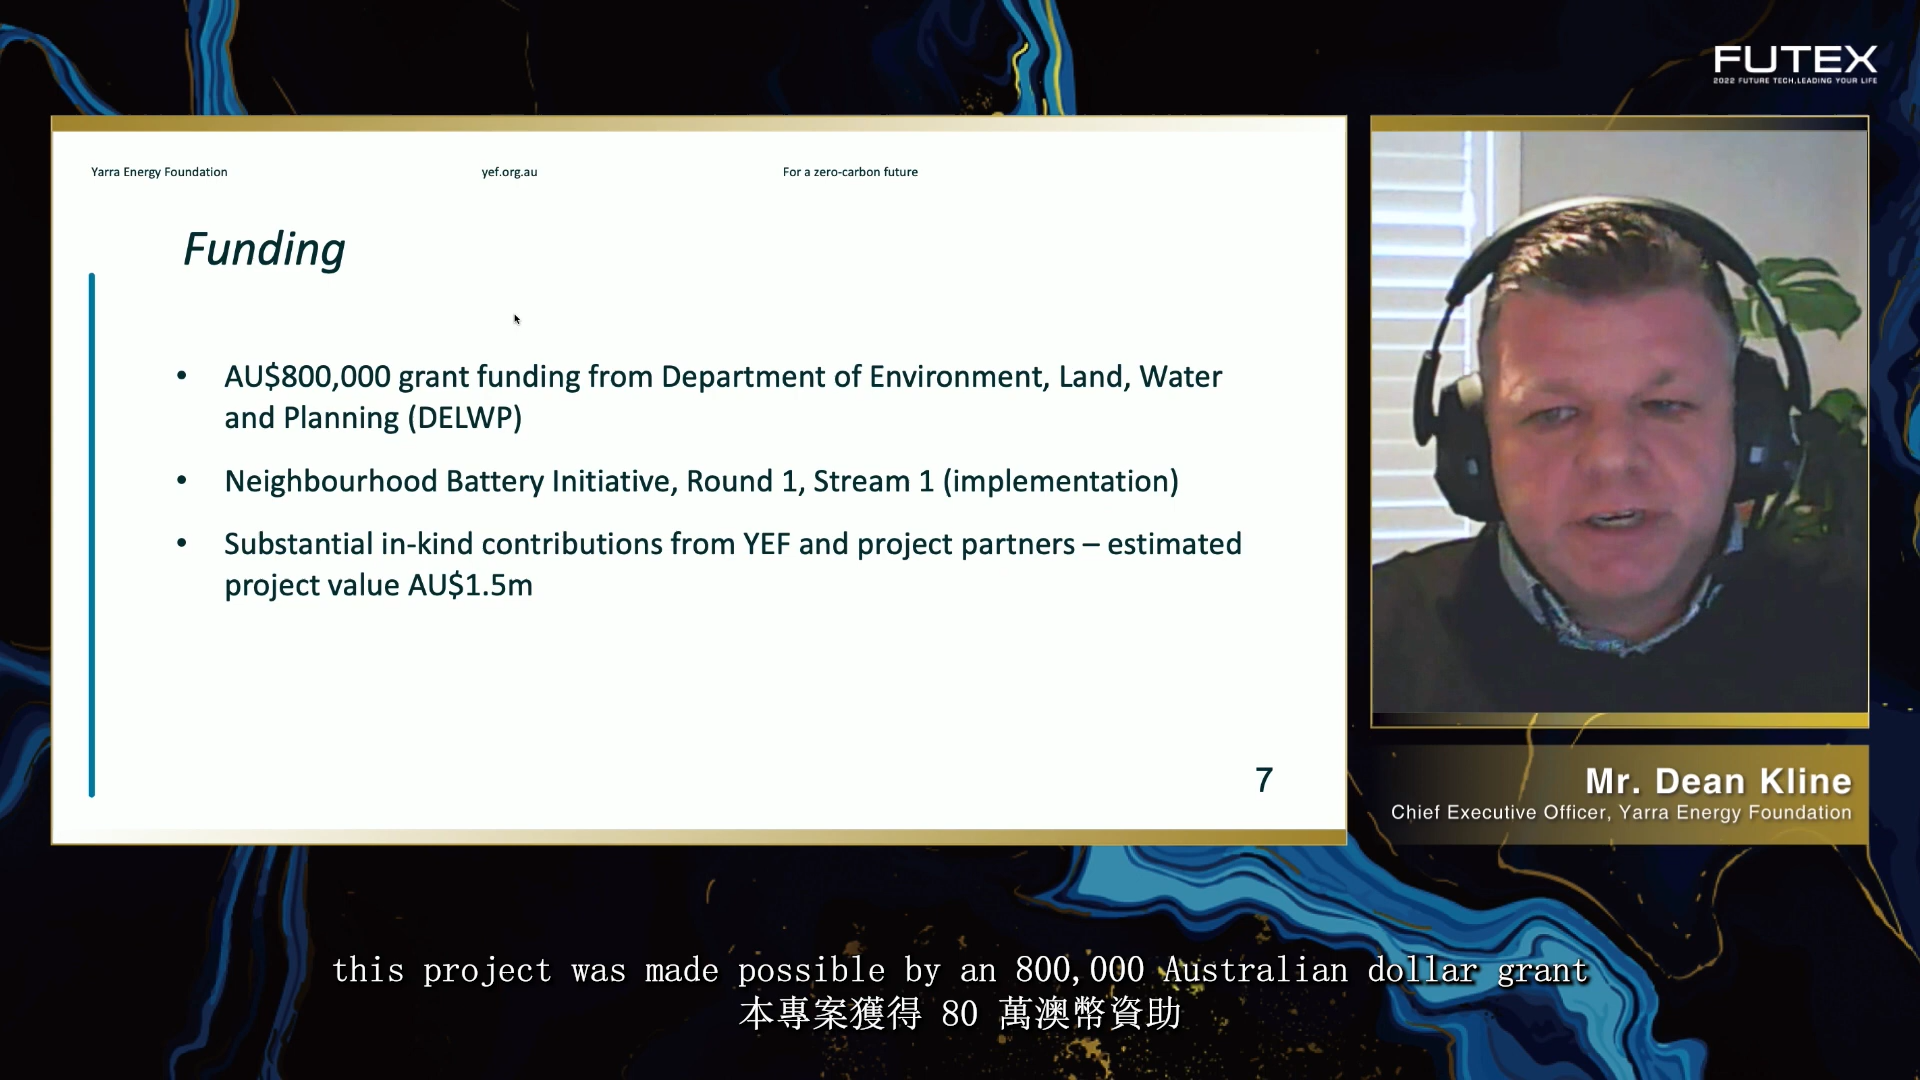 FUTEX
2022 FUTURE TECH,LEADING YOUR LIFE
Yarra Energy Foundation
yef.org.au
For a zero-carbon future
Funding
• AU$800,000 grant funding from Department of Environment, Land, Water
and Planning (DELWP)
• Neighbourhood Battery Initiative, Round 1, Stream 1 (implementation)
• Substantial in-kind contributions from YEF and project partners – estimated
project value AU$1.5m
7
Mr. Dean Kline
Chief Executive Officer, Yarra Energy Foundation
this project was made possible by an 800,000 Australian dollar grant
本專案獲得 80 萬澳幣資助